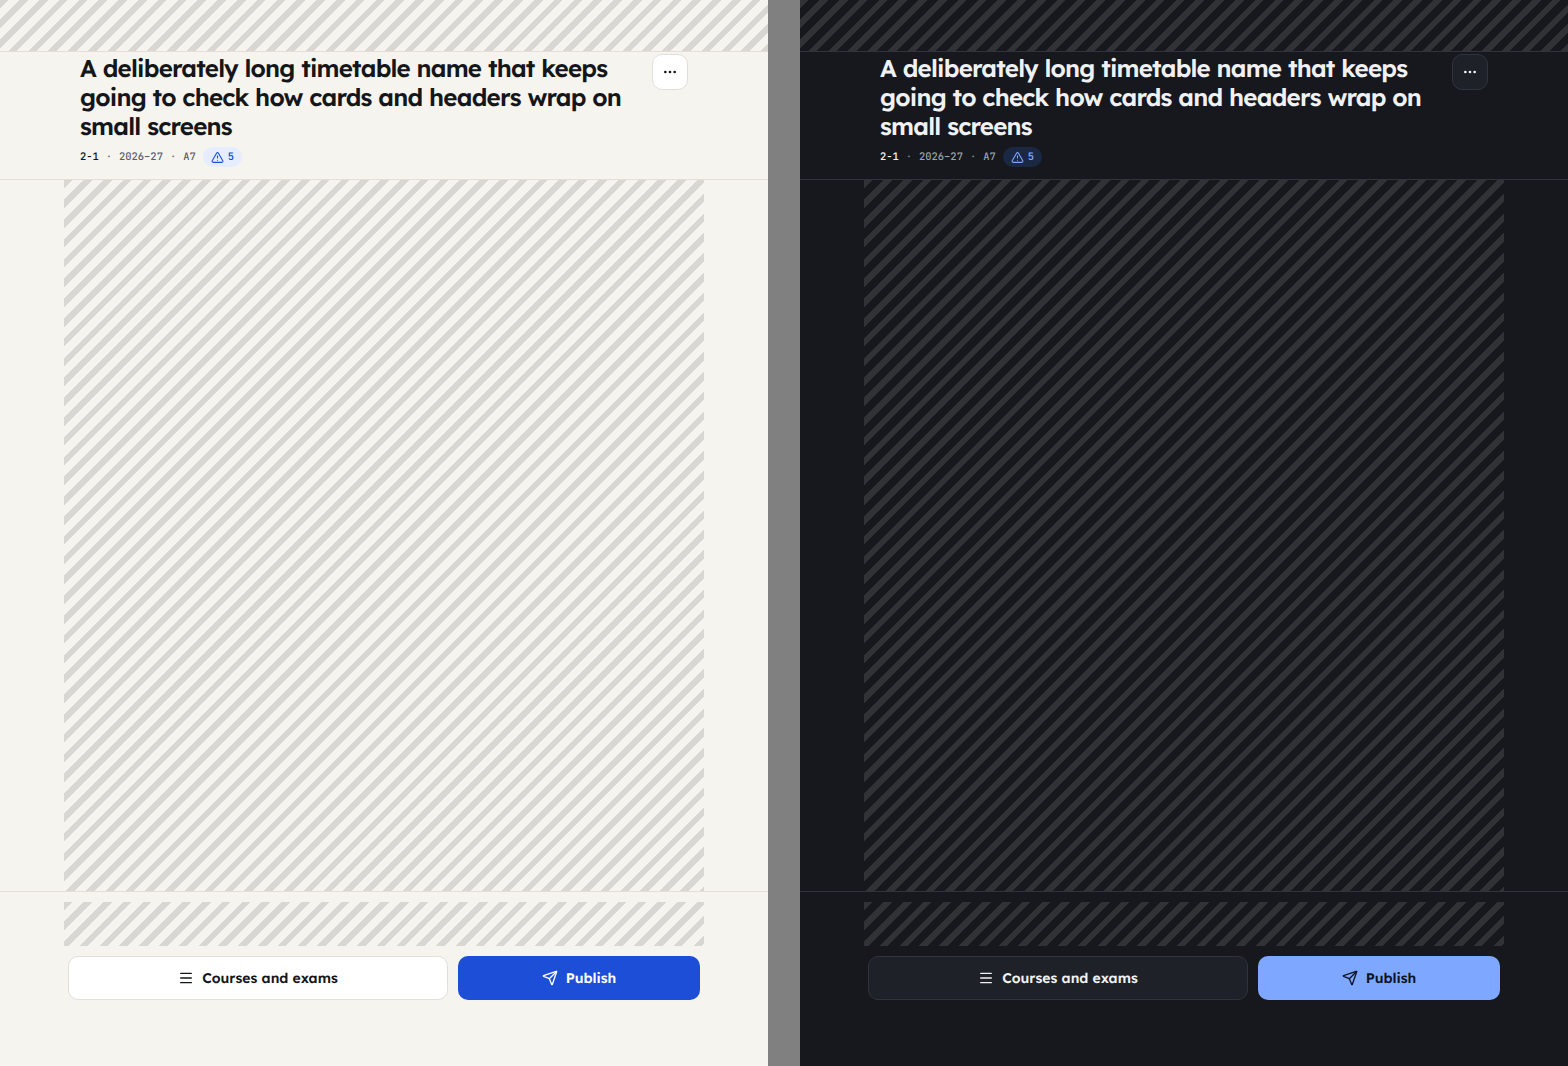 A deliberately long timetable name that keeps
going to check how cards and headers wrap on
small screens
2-1 · 2026–27 · A7 5
Courses and exams
Publish
A deliberately long timetable name that keeps
going to check how cards and headers wrap on
small screens
2-1 · 2026–27 · A7 5
Courses and exams
Publish